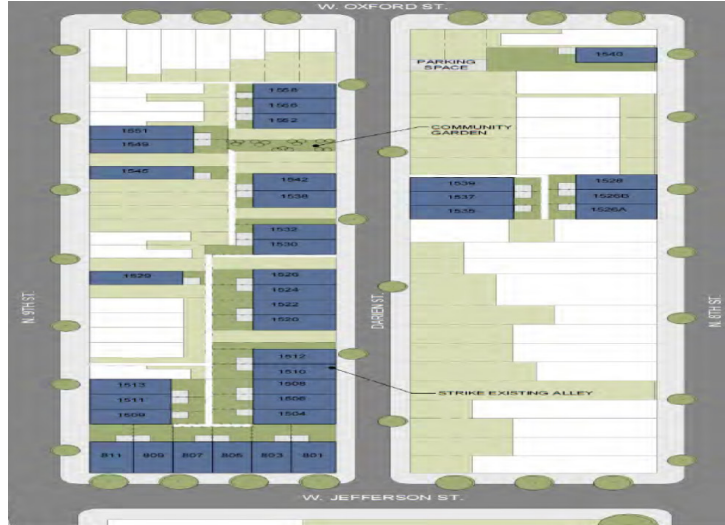 W. OXFORD ST.
1543
PARKING
SPACE
1558
1556
1552
1551
1549
COMMUNITY
GARDEN
1545
1542
1538
1539
1537
1535
1528
1526B
1526A
1532
1530
1529
1526
1524
1522
1520
N. 9TH ST.
DARIEN ST.
N. 8TH ST.
1512
1510
1508
1506
1504
1513
1511
1509
STRIKE EXISTING ALLEY
811
809
807
805
803
801
W. JEFFERSON ST.